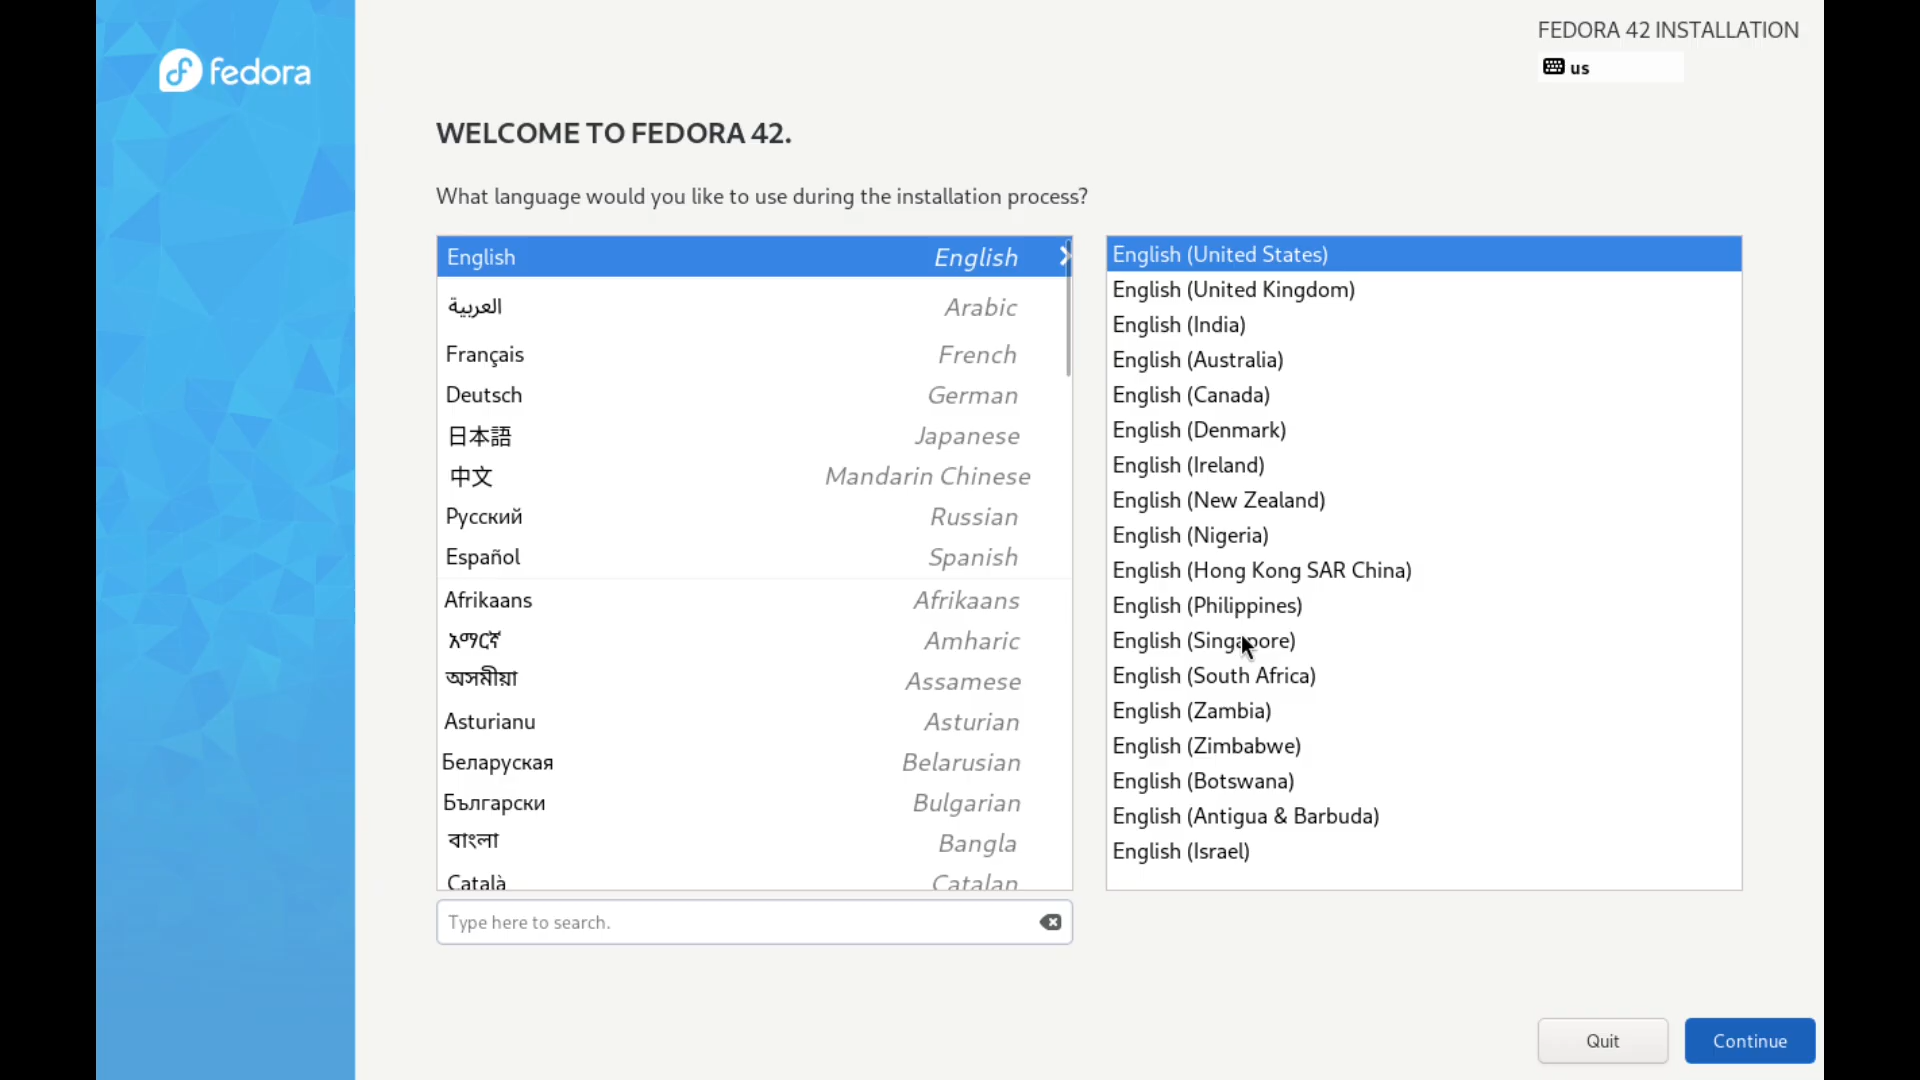 fedora
FEDORA 42 INSTALLATION
us
WELCOME TO FEDORA 42.
What language would you like to use during the installation process?
English English
العربية Arabic
Français French
Deutsch German
日本語 Japanese
中文 Mandarin Chinese
Русский Russian
Español Spanish
Afrikaans Afrikaans
አማርኛ Amharic
অসমীয়া Assamese
Asturianu Asturian
Беларуская Belarusian
Български Bulgarian
বাংলা Bangla
Català Catalan
Type here to search.
English (United States)
English (United Kingdom)
English (India)
English (Australia)
English (Canada)
English (Denmark)
English (Ireland)
English (New Zealand)
English (Nigeria)
English (Hong Kong SAR China)
English (Philippines)
English (Singapore)
English (South Africa)
English (Zambia)
English (Zimbabwe)
English (Botswana)
English (Antigua & Barbuda)
English (Israel)
Quit
Continue